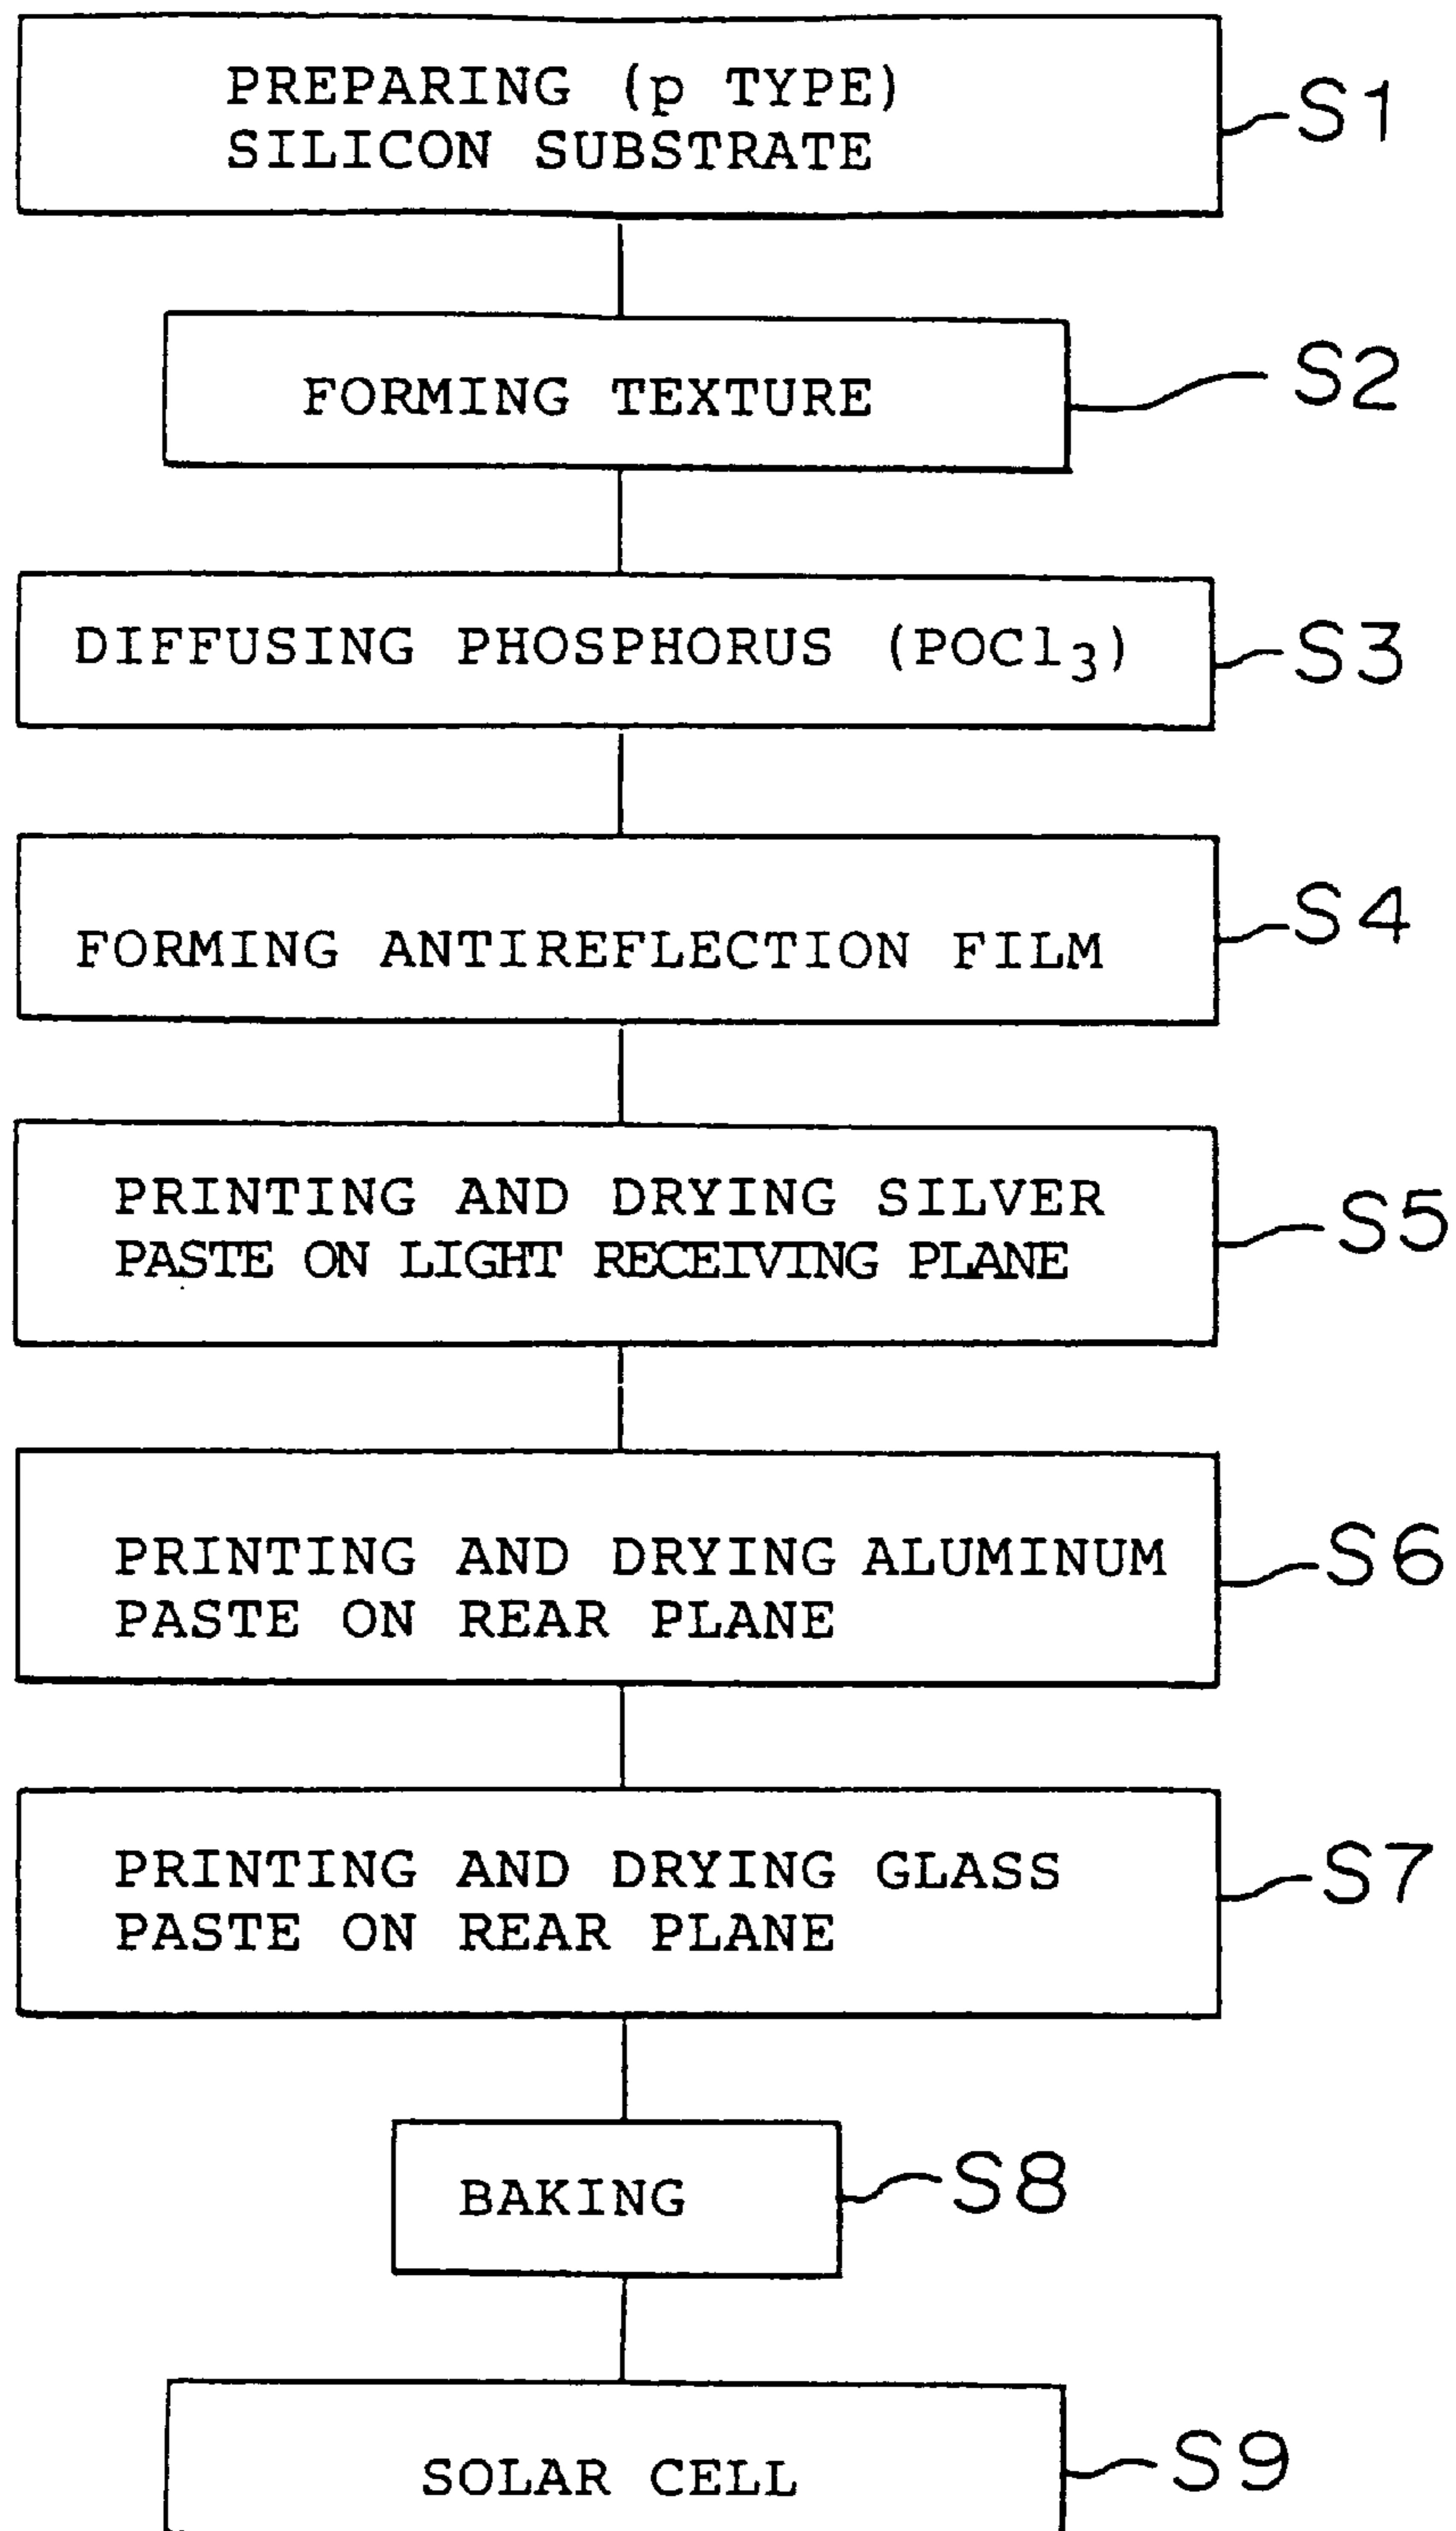 PREPARING (p TYPE)
SILICON SUBSTRATE
S1
FORMING TEXTURE
S2
DIFFUSING PHOSPHORUS (POCl₃)
S3
FORMING ANTIREFLECTION FILM
S4
PRINTING AND DRYING SILVER
PASTE ON LIGHT RECEIVING PLANE
S5
PRINTING AND DRYING ALUMINUM
PASTE ON REAR PLANE
S6
PRINTING AND DRYING GLASS
PASTE ON REAR PLANE
S7
BAKING
S8
SOLAR CELL
S9